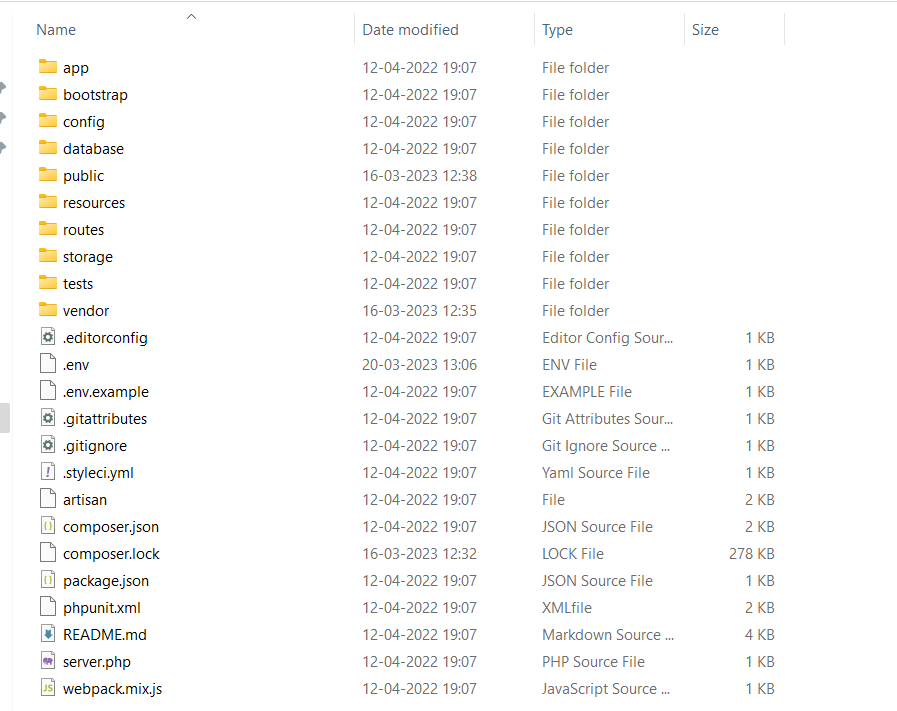 Name Date modified Type Size
app 12-04-2022 19:07 File folder
bootstrap 12-04-2022 19:07 File folder
config 12-04-2022 19:07 File folder
database 12-04-2022 19:07 File folder
public 16-03-2023 12:38 File folder
resources 12-04-2022 19:07 File folder
routes 12-04-2022 19:07 File folder
storage 12-04-2022 19:07 File folder
tests 12-04-2022 19:07 File folder
vendor 16-03-2023 12:35 File folder
.editorconfig 12-04-2022 19:07 Editor Config Sour... 1 KB
.env 20-03-2023 13:06 ENV File 1 KB
.env.example 12-04-2022 19:07 EXAMPLE File 1 KB
.gitattributes 12-04-2022 19:07 Git Attributes Sour... 1 KB
.gitignore 12-04-2022 19:07 Git Ignore Source ... 1 KB
.styleci.yml 12-04-2022 19:07 Yaml Source File 1 KB
artisan 12-04-2022 19:07 File 2 KB
composer.json 12-04-2022 19:07 JSON Source File 2 KB
composer.lock 16-03-2023 12:32 LOCK File 278 KB
package.json 12-04-2022 19:07 JSON Source File 1 KB
phpunit.xml 12-04-2022 19:07 XMLfile 2 KB
README.md 12-04-2022 19:07 Markdown Source ... 4 KB
server.php 12-04-2022 19:07 PHP Source File 1 KB
webpack.mix.js 12-04-2022 19:07 JavaScript Source ... 1 KB